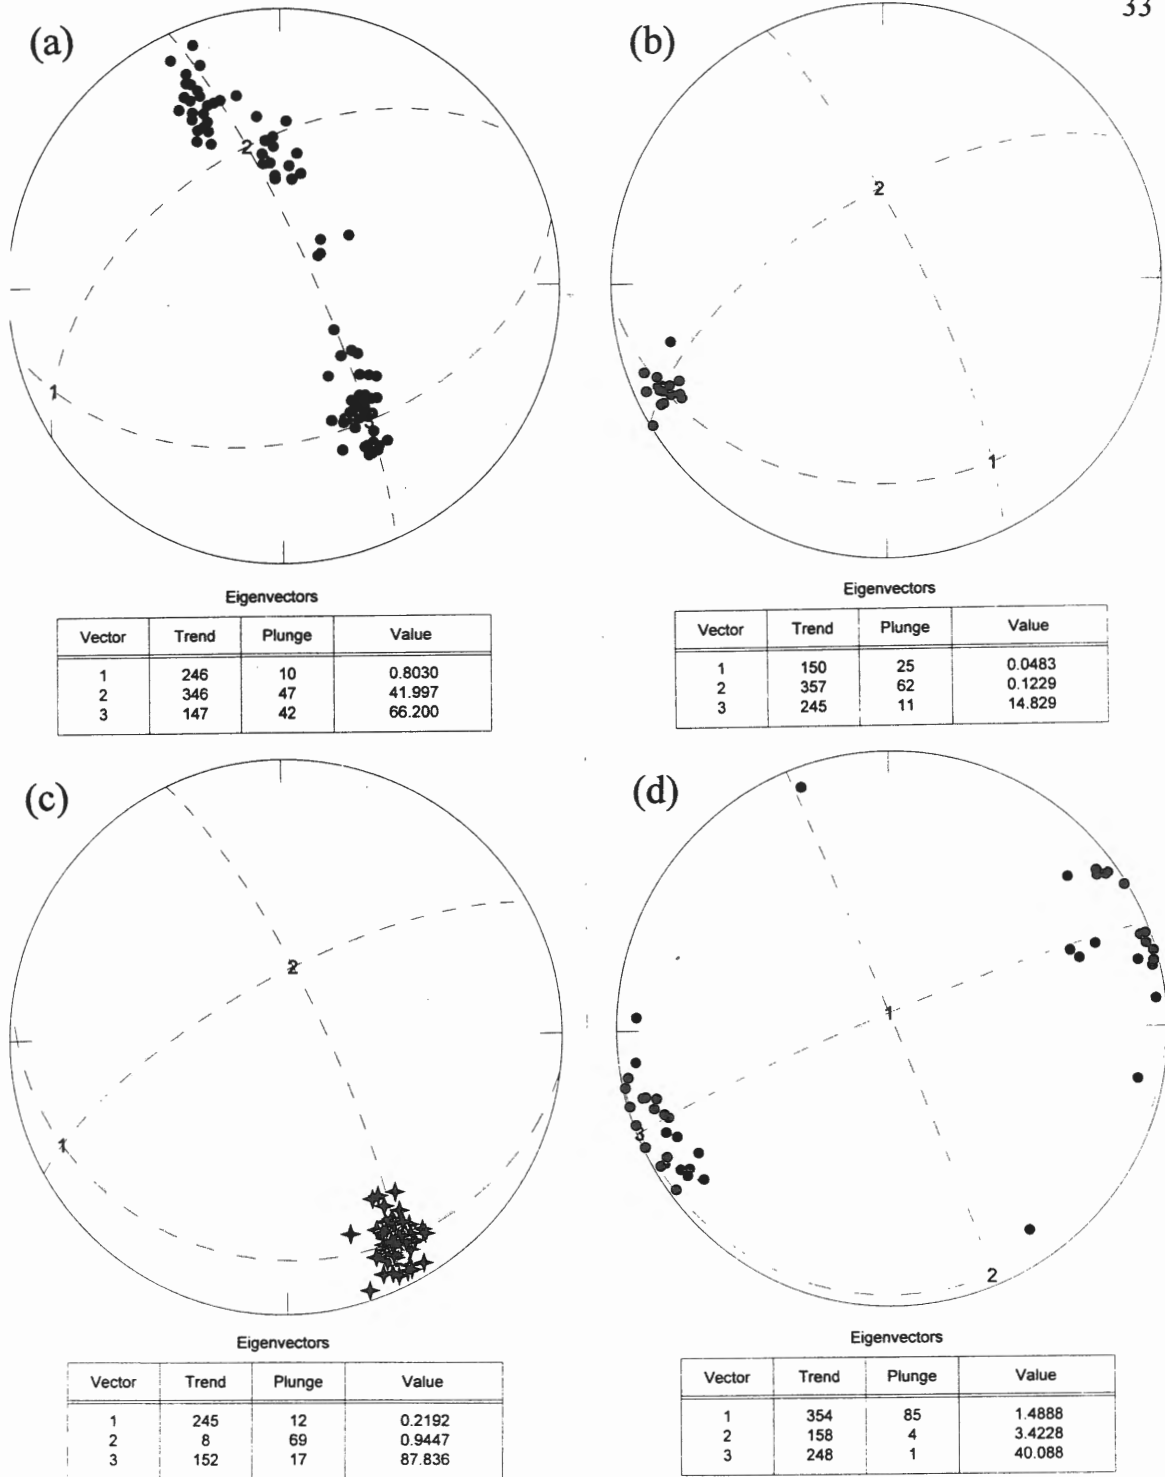 33
(a)
2
1
Eigenvectors
Vector Trend Plunge Value
1 246 10 0.8030
2 346 47 41.997
3 147 42 66.200
(b)
2
1
Eigenvectors
Vector Trend Plunge Value
1 150 25 0.0483
2 357 62 0.1229
3 245 11 14.829
(c)
2
1
Eigenvectors
Vector Trend Plunge Value
1 245 12 0.2192
2 8 69 0.9447
3 152 17 87.836
(d)
1
3
2
Eigenvectors
Vector Trend Plunge Value
1 354 85 1.4888
2 158 4 3.4228
3 248 1 40.088